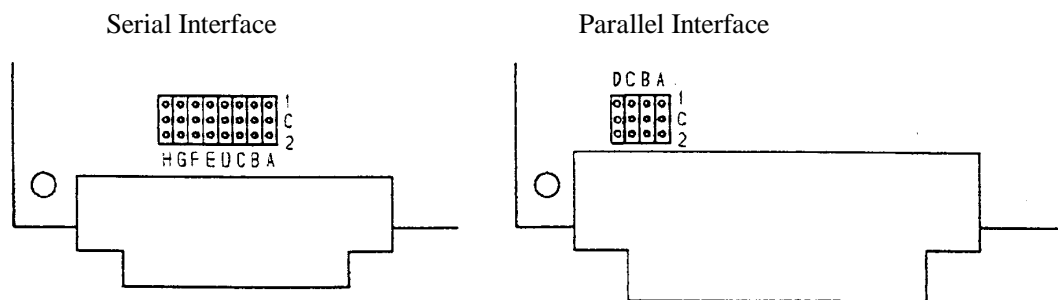 Serial Interface
1
C
2
HGFEDCBA
Parallel Interface
DCBA
1
C
2